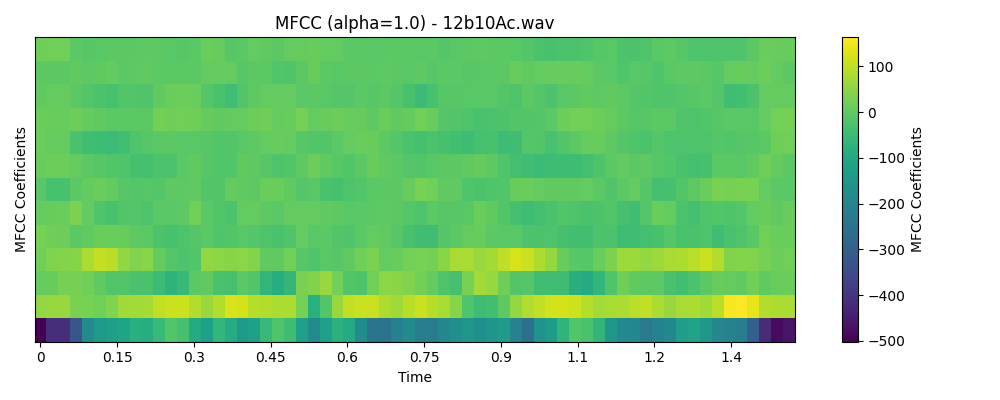 MFCC (alpha=1.0) - 12b10Ac.wav
MFCC Coefficients
0 0.15 0.3 0.45 0.6 0.75 0.9 1.1 1.2 1.4
Time
100
0
−100
−200
−300
−400
−500
MFCC Coefficients